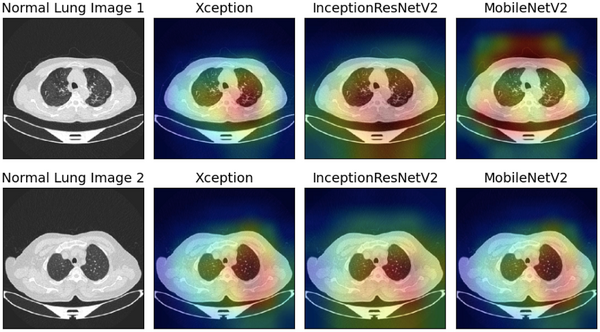 Normal Lung Image 1 Xception InceptionResNetV2 MobileNetV2
Normal Lung Image 2 Xception InceptionResNetV2 MobileNetV2